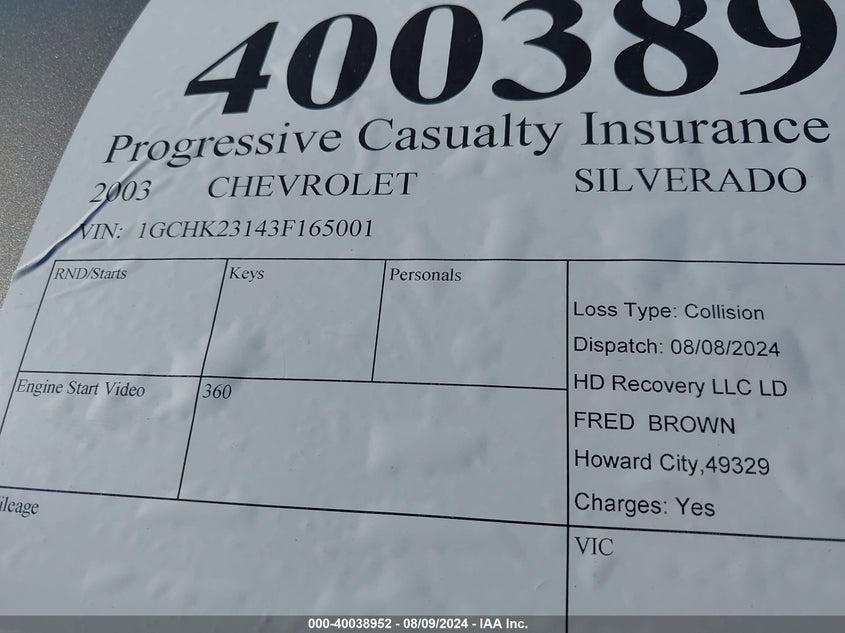 400389
Progressive Casualty Insurance
2003 CHEVROLET SILVERADO
VIN: 1GCHK23143F165001
RND/Starts Keys Personals
Loss Type: Collision
Dispatch: 08/08/2024
HD Recovery LLC LD
Engine Start Video 360
FRED BROWN
Howard City,49329
Charges: Yes
ileage
VIC
000-40038952 - 08/09/2024 - IAA Inc.